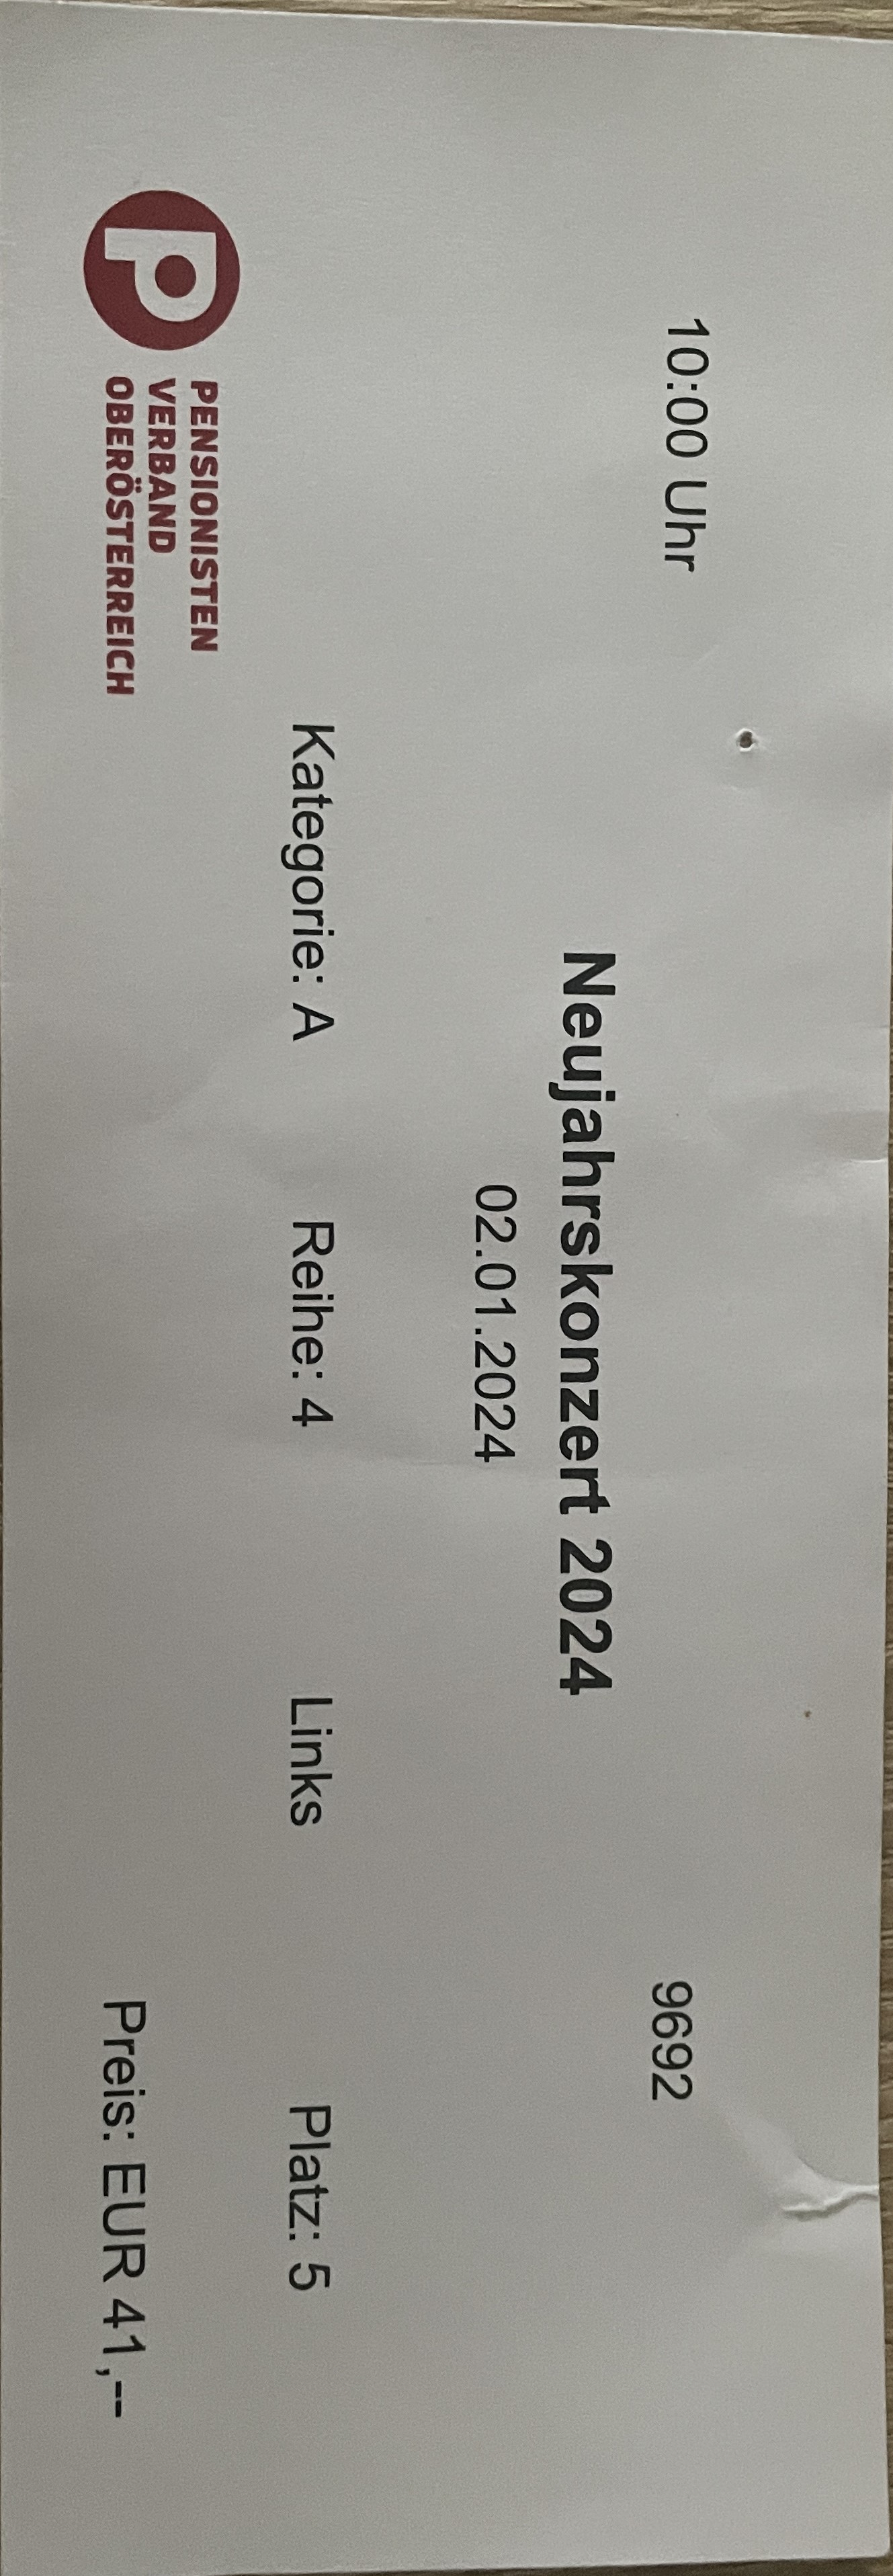 10:00 Uhr 9692
Neujahrskonzert 2024
02.01.2024
Kategorie: A Reihe: 4 Links Platz: 5
PENSIONISTEN
VERBAND
OBERÖSTERREICH
Preis: EUR 41,--